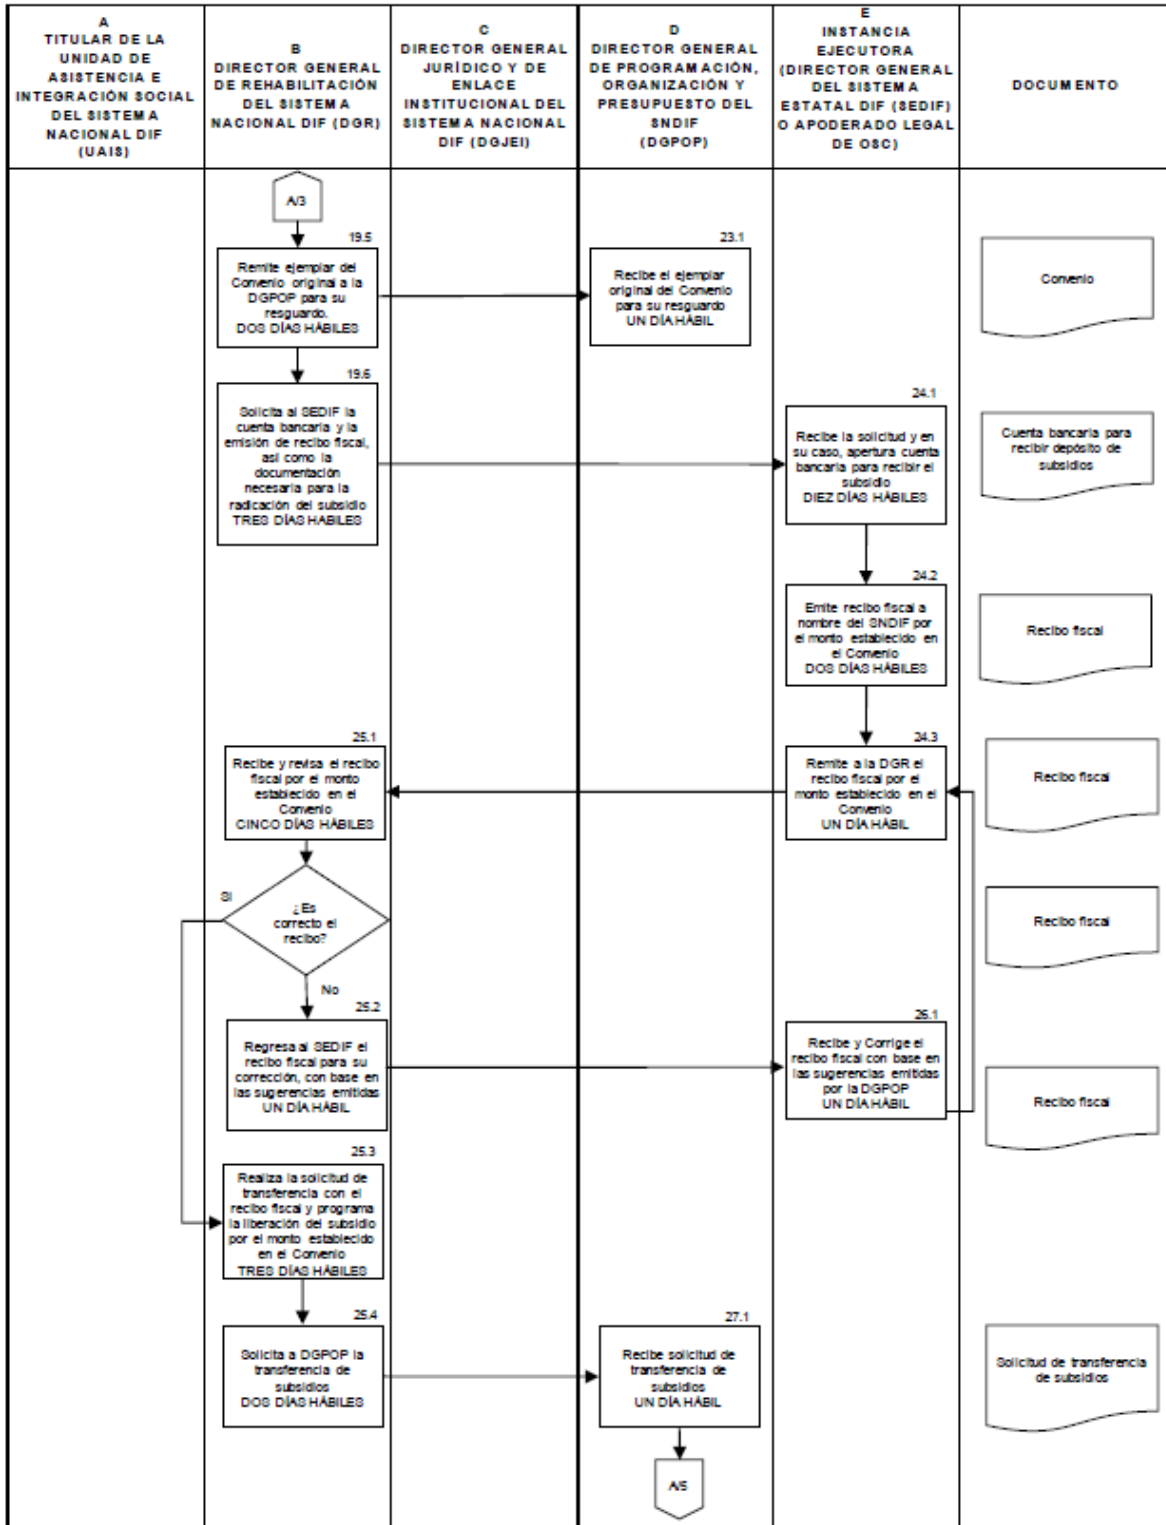 A
TITULAR DE LA
UNIDAD DE
ASISTENCIA E
INTEGRACIÓN SOCIAL
DEL SISTEMA
NACIONAL DIF
(UAIS)
B
DIRECTOR GENERAL
DE REHABILITACIÓN
DEL SISTEMA
NACIONAL DIF (DGR)
C
DIRECTOR GENERAL
JURÍDICO Y DE
ENLACE
INSTITUCIONAL DEL
SISTEMA NACIONAL
DIF (DGJEI)
D
DIRECTOR GENERAL
DE PROGRAMACIÓN,
ORGANIZACIÓN Y
PRESUPUESTO DEL
SNDIF
(DGPOP)
E
INSTANCIA
EJECUTORA
(DIRECTOR GENERAL
DEL SISTEMA
ESTATAL DIF (SEDIF)
O APODERADO LEGAL
DE OSC)
DOCUMENTO
A/3
19.5
Remite ejemplar del
Convenio original a la
DGPOP para su
resguardo.
DOS DÍAS HÁBILES
23.1
Recibe el ejemplar
original del Convenio
para su resguardo
UN DÍA HÁBIL
Convenio
19.6
Solicita al SEDIF la
cuenta bancaria y la
emisión de recibo fiscal,
así como la
documentación
necesaria para la
radicación del subsidio
TRES DÍAS HABILES
24.1
Recibe la solicitud y en
su caso, apertura cuenta
bancaria para recibir el
subsidio
DIEZ DÍAS HÁBILES
Cuenta bancaria para
recibir depósito de
subsidios
24.2
Emite recibo fiscal a
nombre del SNDIF por
el monto establecido en
el Convenio
DOS DÍAS HÁBILES
Recibo fiscal
25.1
Recibe y revisa el recibo
fiscal por el monto
establecido en el
Convenio
CINCO DÍAS HÁBILES
24.3
Remite a la DGR el
recibo fiscal por el
monto establecido en el
Convenio
UN DÍA HÁBIL
Recibo fiscal
Si
¿Es
correcto el
recibo?
No
Recibo fiscal
25.2
Regresa al SEDIF el
recibo fiscal para su
corrección, con base en
las sugerencias emitidas
UN DÍA HÁBIL
26.1
Recibe y Corrige el
recibo fiscal con base en
las sugerencias emitidas
por la DGPOP
UN DÍA HÁBIL
Recibo fiscal
25.3
Realiza la solicitud de
transferencia con el
recibo fiscal y programa
la liberación del subsidio
por el monto establecido
en el Convenio
TRES DÍAS HÁBILES
25.4
Solicita a DGPOP la
transferencia de
subsidios
DOS DÍAS HÁBILES
27.1
Recibe solicitud de
transferencia de
subsidios
UN DÍA HÁBIL
Solicitud de transferencia
de subsidios
A/5